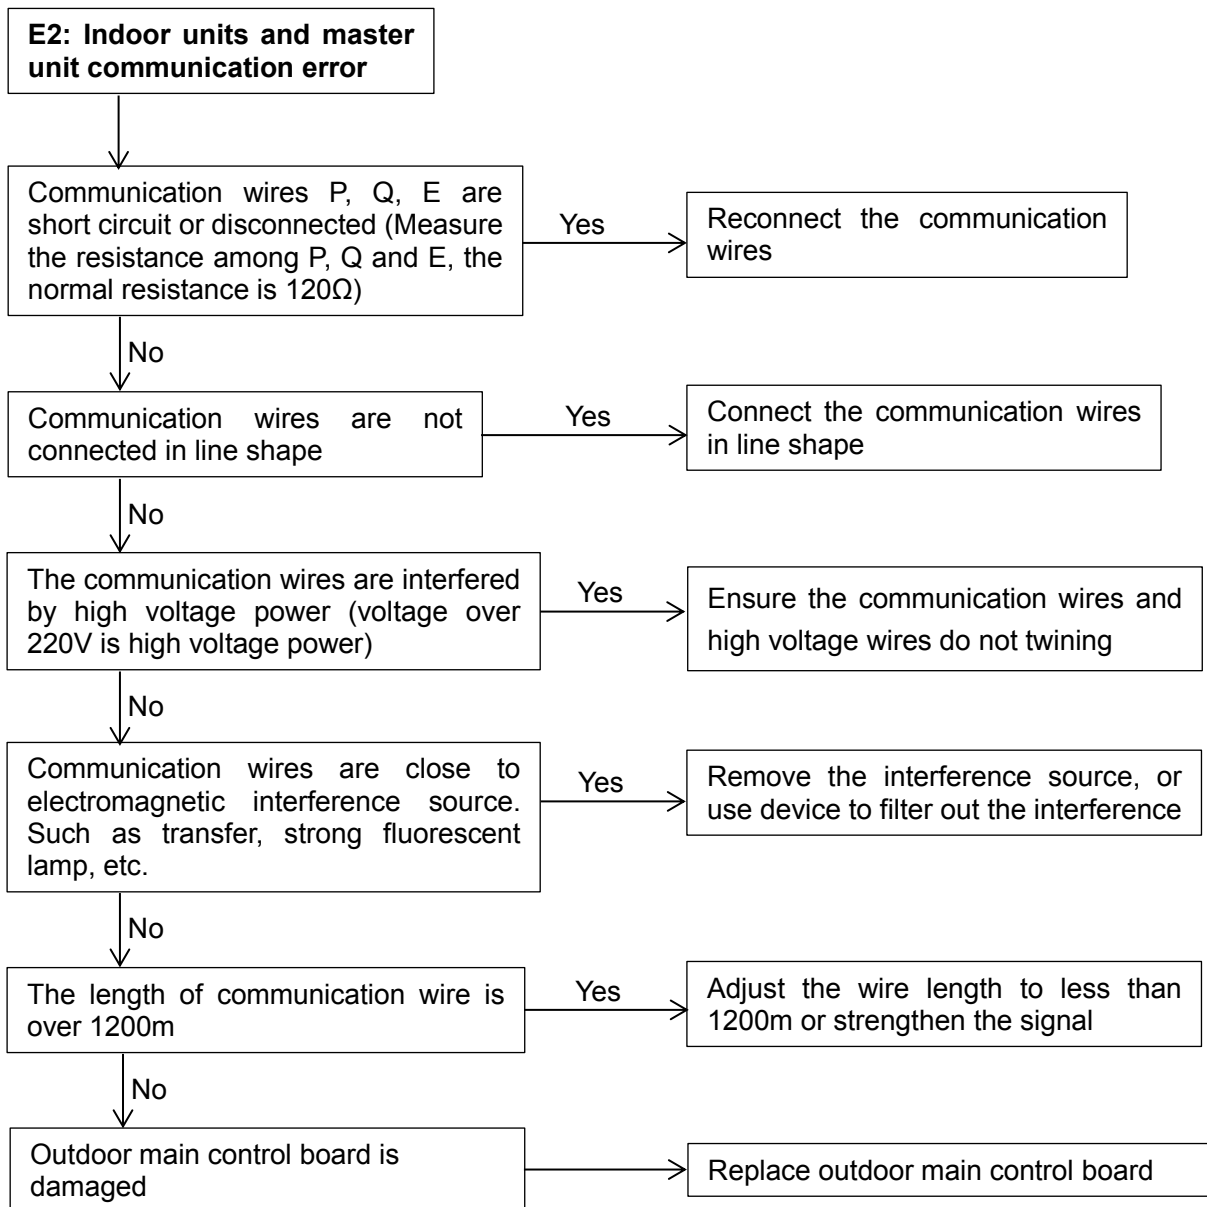 E2: Indoor units and master
unit communication error
Communication wires P, Q, E are
short circuit or disconnected (Measure
the resistance among P, Q and E, the
normal resistance is 120Ω)
Yes
Reconnect the communication
wires
No
Communication wires are not
connected in line shape
Yes
Connect the communication wires
in line shape
No
The communication wires are interfered
by high voltage power (voltage over
220V is high voltage power)
Yes
Ensure the communication wires and
high voltage wires do not twining
No
Communication wires are close to
electromagnetic interference source.
Such as transfer, strong fluorescent
lamp, etc.
Yes
Remove the interference source, or
use device to filter out the interference
No
The length of communication wire is
over 1200m
Yes
Adjust the wire length to less than
1200m or strengthen the signal
No
Outdoor main control board is
damaged
Replace outdoor main control board